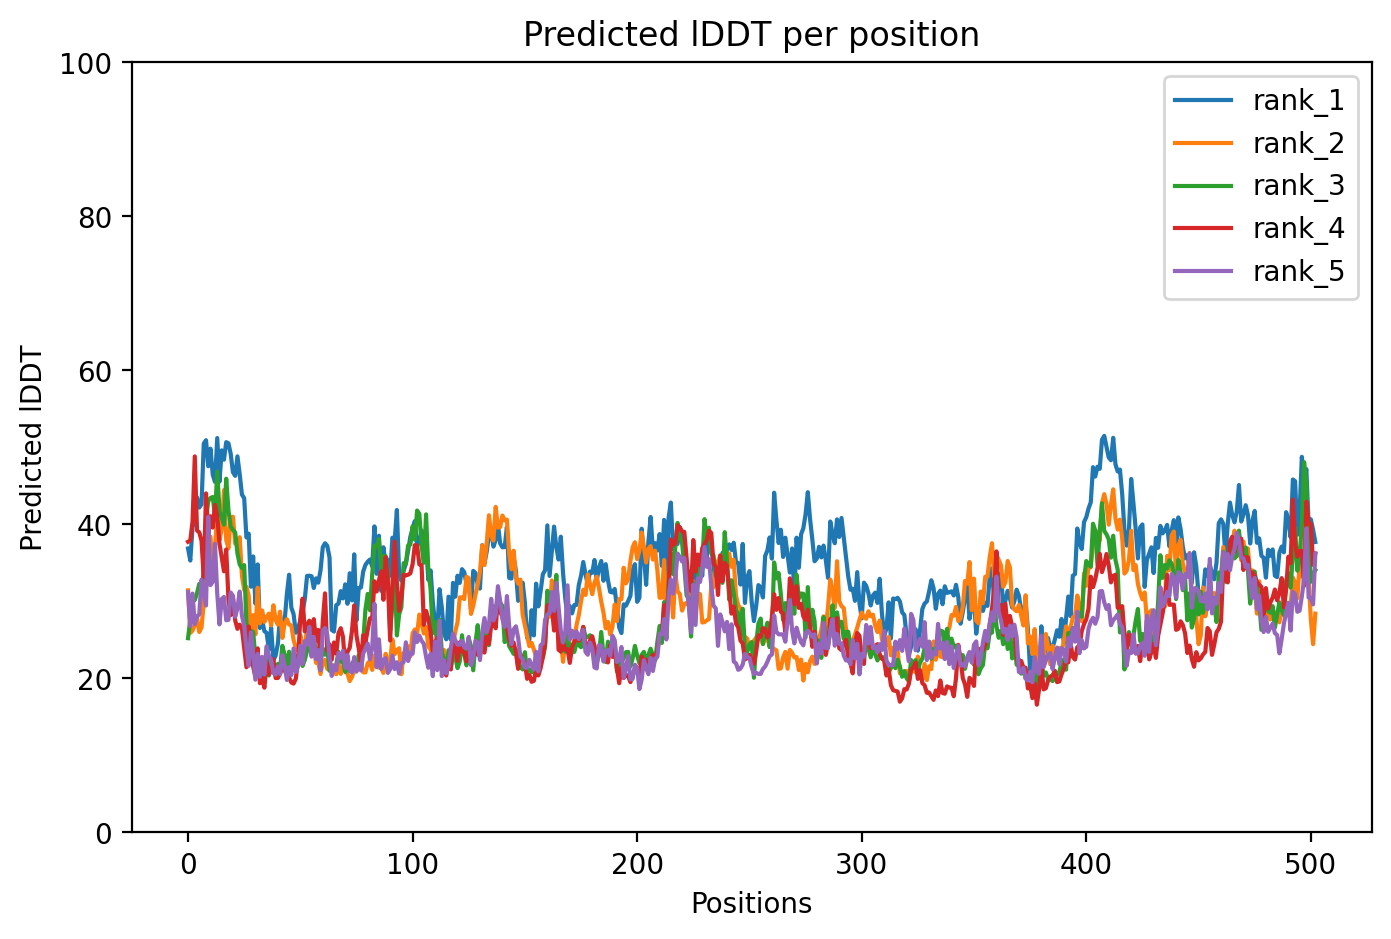 Predicted lDDT per position
100
80
60
40
20
0
Predicted lDDT
0 100 200 300 400 500
Positions
rank_1
rank_2
rank_3
rank_4
rank_5